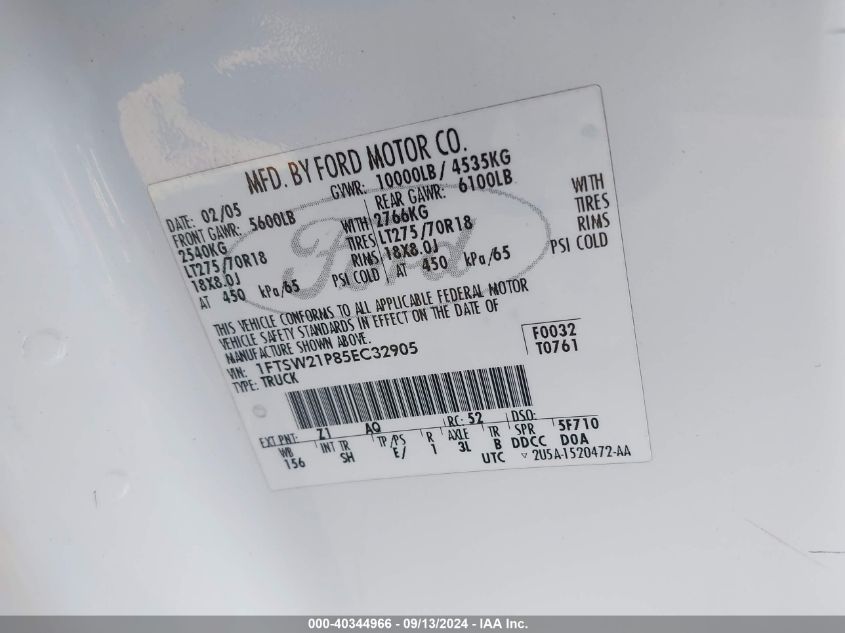 MFD. BY FORD MOTOR CO.
DATE: 02/05 GVWR: 10000LB / 4535KG
FRONT GAWR: 5600LB REAR GAWR: 6100LB
2540KG WITH 2766KG WITH
LT275/70R18 TIRES LT275/70R18 TIRES
18X8.0J RIMS 18X8.0J RIMS
AT 450 kPa/65 PSI COLD AT 450 kPa/65 PSI COLD
Ford
THIS VEHICLE CONFORMS TO ALL APPLICABLE FEDERAL MOTOR
VEHICLE SAFETY STANDARDS IN EFFECT ON THE DATE OF
MANUFACTURE SHOWN ABOVE.
VIN: 1FTSW21P85EC32905
TYPE: TRUCK
F0032
T0761
EXT PNT: Z1 AQ RC: 52 DSO:
WB INT TR TP/PS R AXLE TR SPR 5F710
156 SH E/ 1 3L B DDCC D0A
UTC ▽ 2U5A-1520472-AA
000-40344966 - 09/13/2024 - IAA Inc.